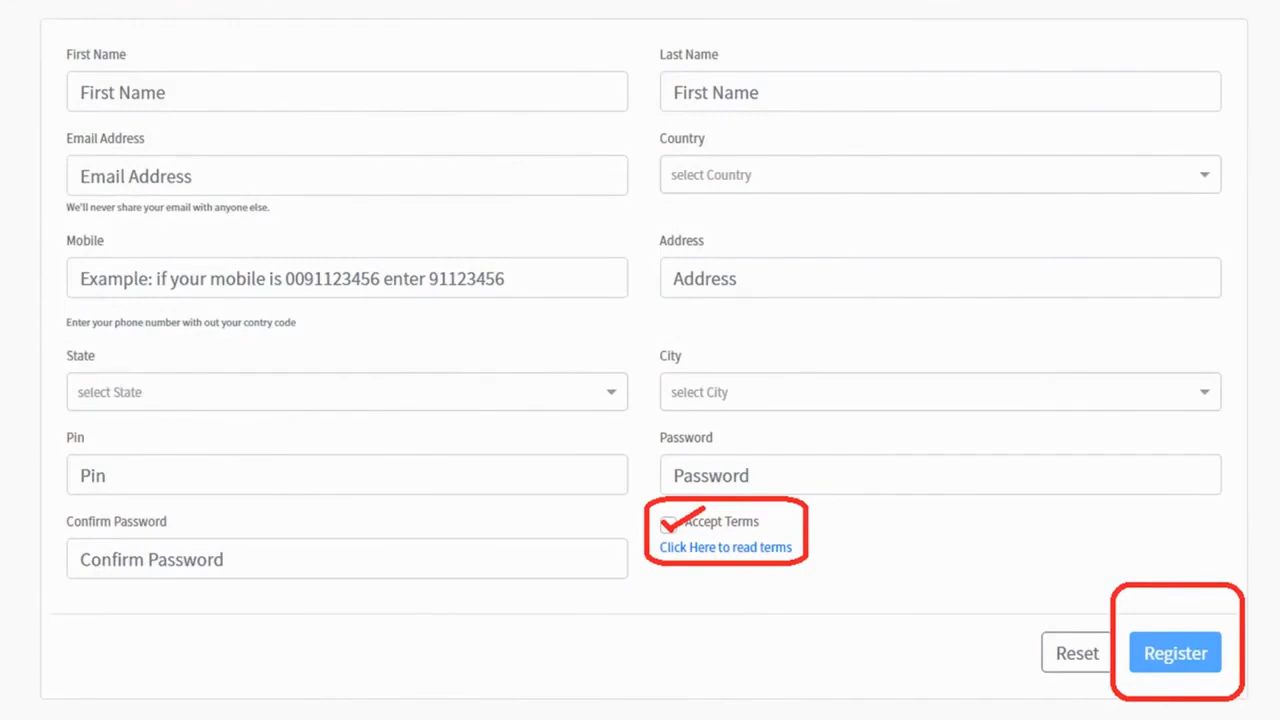 First Name
Last Name
First Name
First Name
Email Address
Country
Email Address
select Country
We'll never share your email with anyone else.
Mobile
Address
Example: if your mobile is 0091123456 enter 91123456
Address
Enter your phone number with out your contry code
State
City
select State
select City
Pin
Password
Pin
Password
Confirm Password
Accept Terms
Click Here to read terms
Confirm Password
Reset
Register